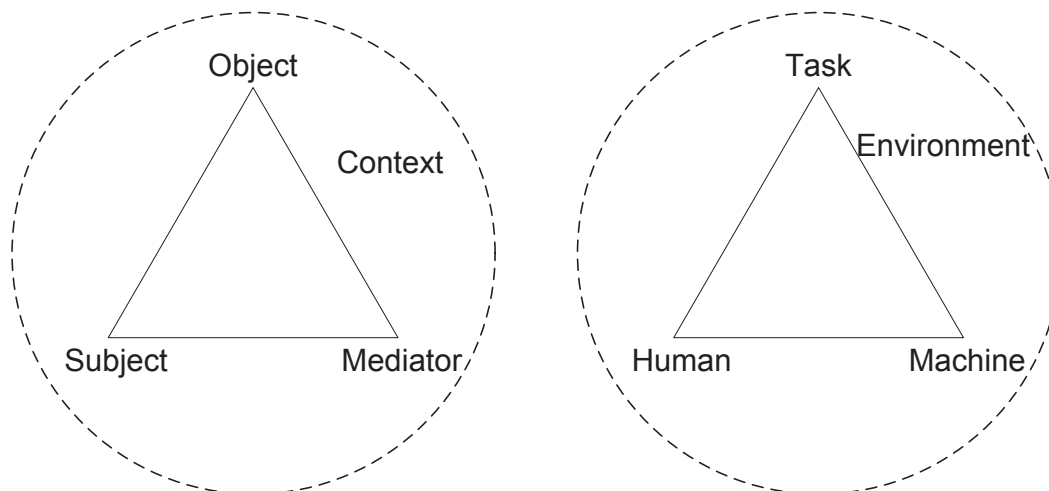 Object
Context
Subject
Mediator
Task
Environment
Human
Machine